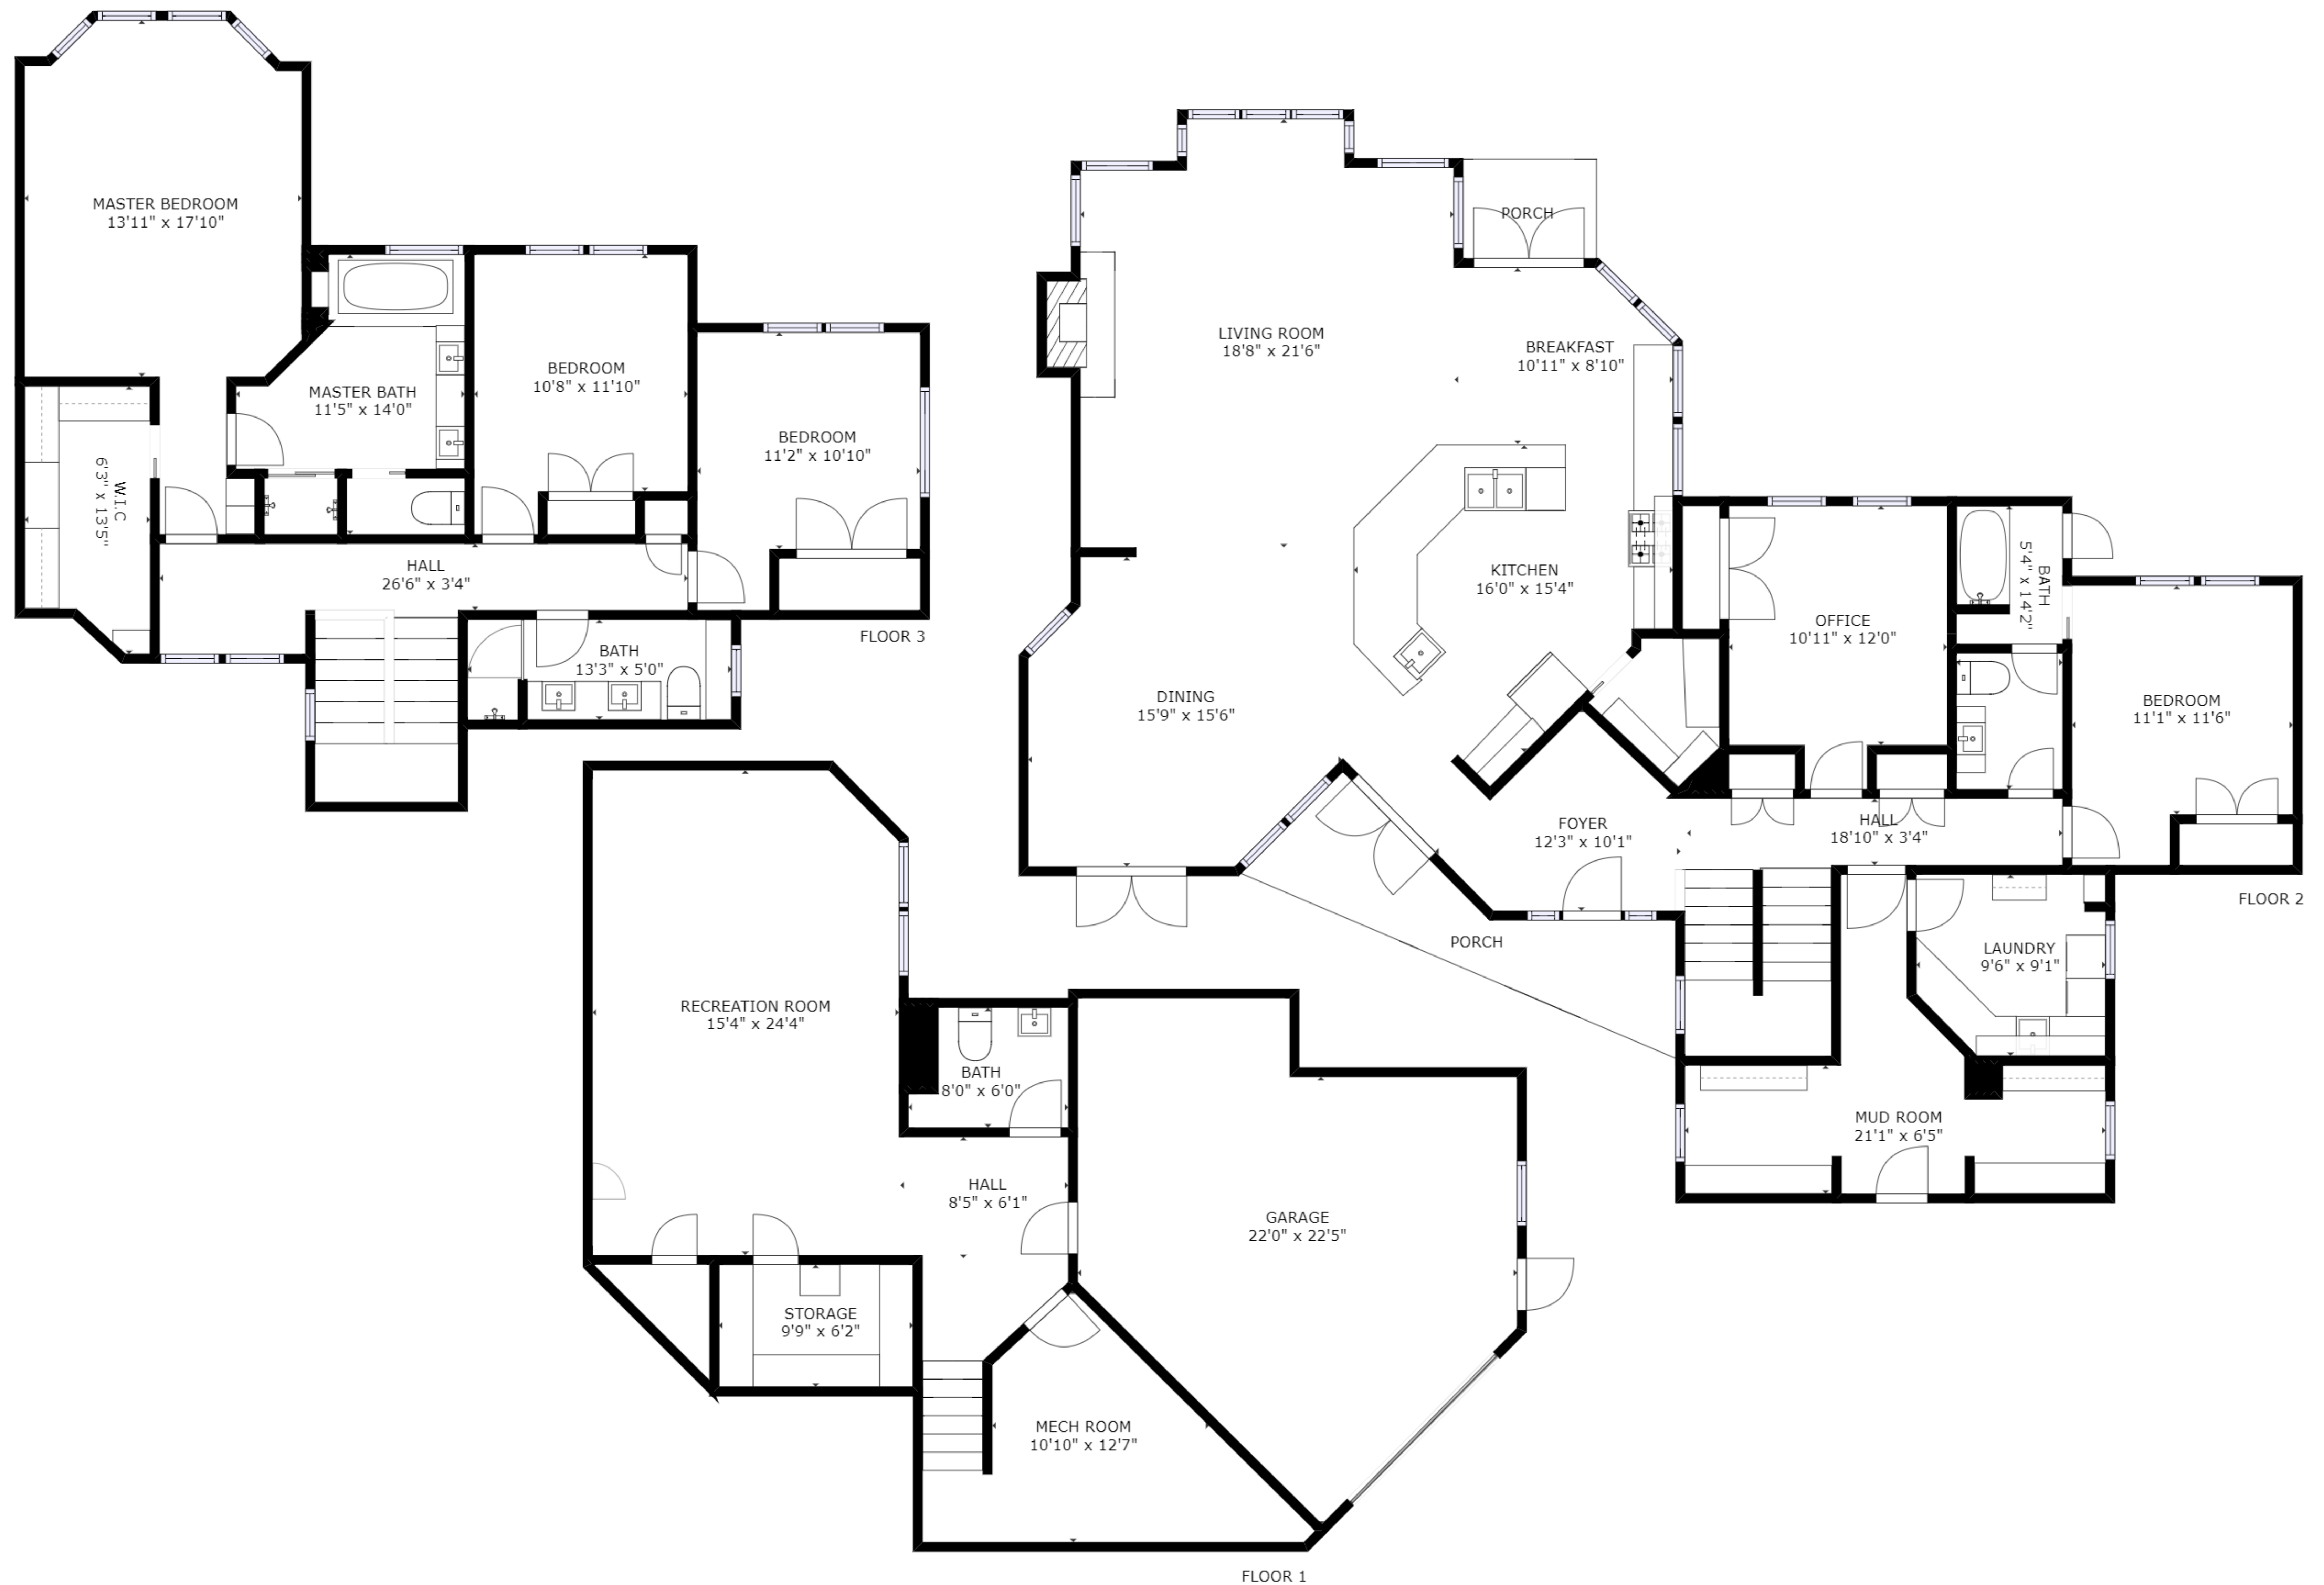 MASTER BEDROOM
13'11" x 17'10"
MASTER BATH
11'5" x 14'0"
BEDROOM
10'8" x 11'10"
BEDROOM
11'2" x 10'10"
W.I.C
6'3" x 13'5"
HALL
26'6" x 3'4"
BATH
13'3" x 5'0"
FLOOR 3
PORCH
LIVING ROOM
18'8" x 21'6"
BREAKFAST
10'11" x 8'10"
KITCHEN
16'0" x 15'4"
DINING
15'9" x 15'6"
OFFICE
10'11" x 12'0"
BATH
5'4" x 14'2"
BEDROOM
11'1" x 11'6"
FOYER
12'3" x 10'1"
HALL
18'10" x 3'4"
PORCH
LAUNDRY
9'6" x 9'1"
MUD ROOM
21'1" x 6'5"
FLOOR 2
RECREATION ROOM
15'4" x 24'4"
BATH
8'0" x 6'0"
HALL
8'5" x 6'1"
GARAGE
22'0" x 22'5"
STORAGE
9'9" x 6'2"
MECH ROOM
10'10" x 12'7"
FLOOR 1